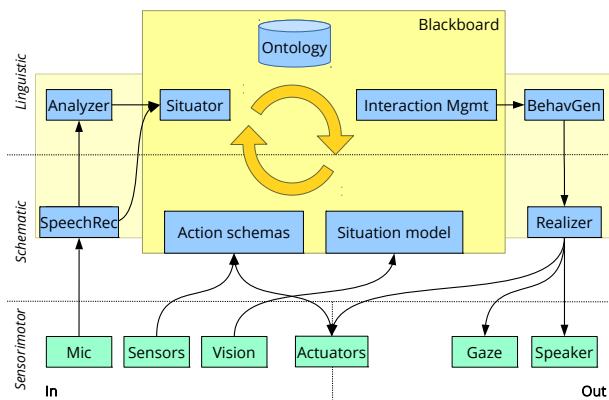 Blackboard
Ontology
Linguistic
Analyzer
Situator
Interaction Mgmt
BehavGen
Schematic
SpeechRec
Action schemas
Situation model
Realizer
Sensorimotor
Mic
Sensors
Vision
Actuators
Gaze
Speaker
In
Out